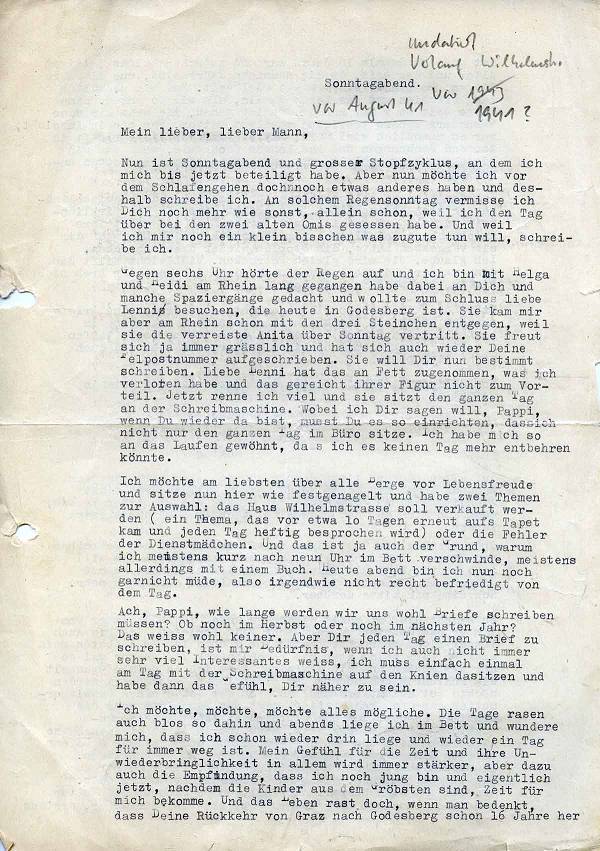 undatiert
Vorang Wilhelmstr.
Sonntagabend.
vor 1943
vor August 41
1941?
Mein lieber, lieber Mann,
Nun ist Sonntagabend und grosser Stopfzyklus, an dem ich
mich bis jetzt beteiligt habe. Aber nun möchte ich vor
dem Schlafengehen dochnnoch etwas anderes haben und des-
halb schreibe ich. An solchem Regensonntag vermisse ich
Dich noch mehr wie sonst, allein schon, weil ich den Tag
über bei den zwei alten Omis gesessen habe. Und weil
ich mir noch ein klein bisschen was zugute tun will, schrei-
be ich.
Gegen sechs Uhr hörte der Regen auf und ich bin mit Helga
und Heidi am Rhein lang gegangen habe dabei an Dich und
manche Spaziergänge gedacht und wollte zum Schluss liebe
Lenni besuchen, die heute in Godesberg ist. Sie kam mir
aber am Rhein schon mit den drei Steinchen entgegen, weil
sie die verreiste Anita über Sonntag vertritt. Sie freut
sich ja immer grässlich und hat sich auch wieder Deine
Felpostnummer aufgeschrieben. Sie will Dir nun bestimmt
schreiben. Liebe Lenni hat das an Fett zugenommen, was ich
verloren habe und das gereicht ihrer Figur nicht zum Vor-
teil. Jetzt renne ich viel und sie sitzt den ganzen Tag
an der Schreibmaschine. Wobei ich Dir sagen will, Pappi,
wenn Du wieder da bist, musst Du es so einrichten, dassich
nicht nur den ganzen Tag im Büro sitze. Ich habe mich so
an das Laufen gewöhnt, dass ich es keinen Tag mehr entbehren
könnte.
Ich möchte am liebsten über alle Berge vor Lebensfreude
und sitze nun hier wie festgenagelt und habe zwei Themen
zur Auswahl: das Haus Wilhelmstrasse soll verkauft wer-
den ( ein Thema, das vor etwa 1o Tagen erneut aufs Tapet
kam und jeden Tag heftig besprochen wird) oder die Fehler
der Dienstmädchen. Und das ist ja auch der Grund, warum
ich meistens kurz nach neun Uhr im Bett verschwinde, meistens
allerdings mit einem Buch. Heute abend bin ich nun noch
garnicht müde, also irgendwie nicht recht befriedigt von
dem Tag.
Ach, Pappi, wie lange werden wir uns wohl Briefe schreiben
müssen? Ob noch im Herbst oder noch im nächsten Jahr?
Das weiss wohl keiner. Aber Dir jeden Tag einen Brief zu
schreiben, ist mir Bedürfnis, wenn ich auch nicht immer
sehr viel Interessantes weiss, ich muss einfach einmal
am Tag mit der Schreibmaschine auf den Knien dasitzen und
habe dann das Gefühl, Dir näher zu sein.
Ich möchte, möchte, möchte alles mögliche. Die Tage rasen
auch blos so dahin und abends liege ich im Bett und wundere
mich, dass ich schon wieder drin liege und wieder ein Tag
für immer weg ist. Mein Gefühl für die Zeit und ihre Un-
wiederbringlichkeit in allem wird immer stärker, aber dazu
auch die Empfindung, dass ich noch jung bin und eigentlich
jetzt, nachdem die Kinder aus dem Gröbsten sind, Zeit für
mich bekomme. Und das Leben rast doch, wenn man bedenkt,
dass Deine Rückkehr von Graz nach Godesberg schon 16 Jahre her